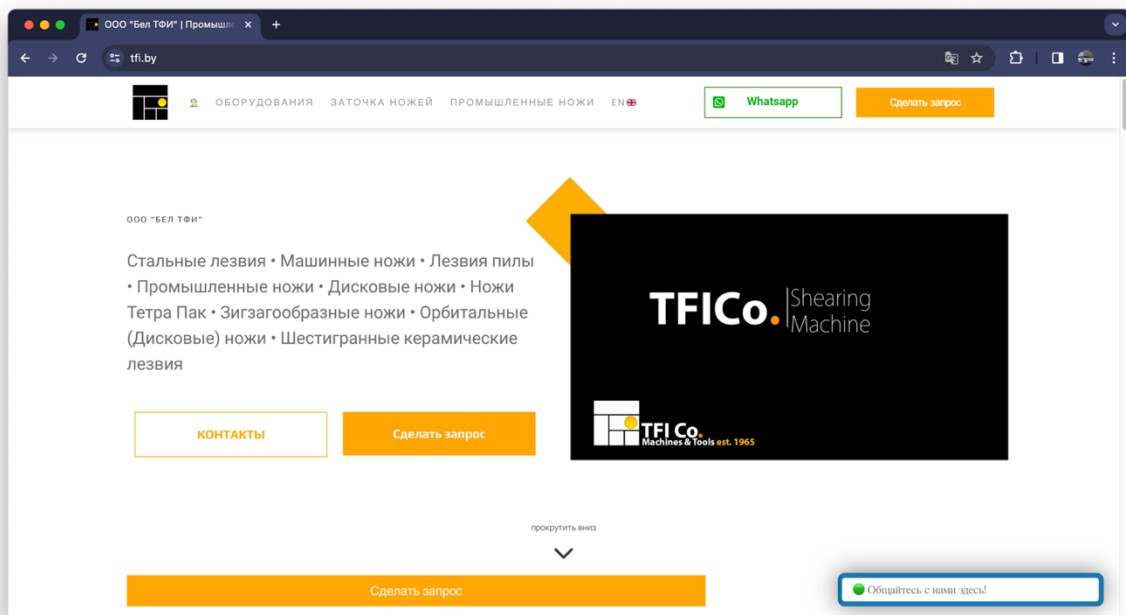 ООО "Бел ТФИ" | Промышле
tfi.by
ОБОРУДОВАНИЯ ЗАТОЧКА НОЖЕЙ ПРОМЫШЛЕННЫЕ НОЖИ EN
Whatsapp
Сделать запрос
ООО "БЕЛ ТФИ"
Стальные лезвия • Машинные ножи • Лезвия пилы
• Промышленные ножи • Дисковые ножи • Ножи
Тетра Пак • Зигзагообразные ножи • Орбитальные
(Дисковые) ножи • Шестигранные керамические
лезвия
КОНТАКТЫ
Сделать запрос
TFICo. Shearing
Machine
TFI Co.
Machines & Tools est. 1965
прокрутить вниз
Сделать запрос
Общайтесь с нами здесь!